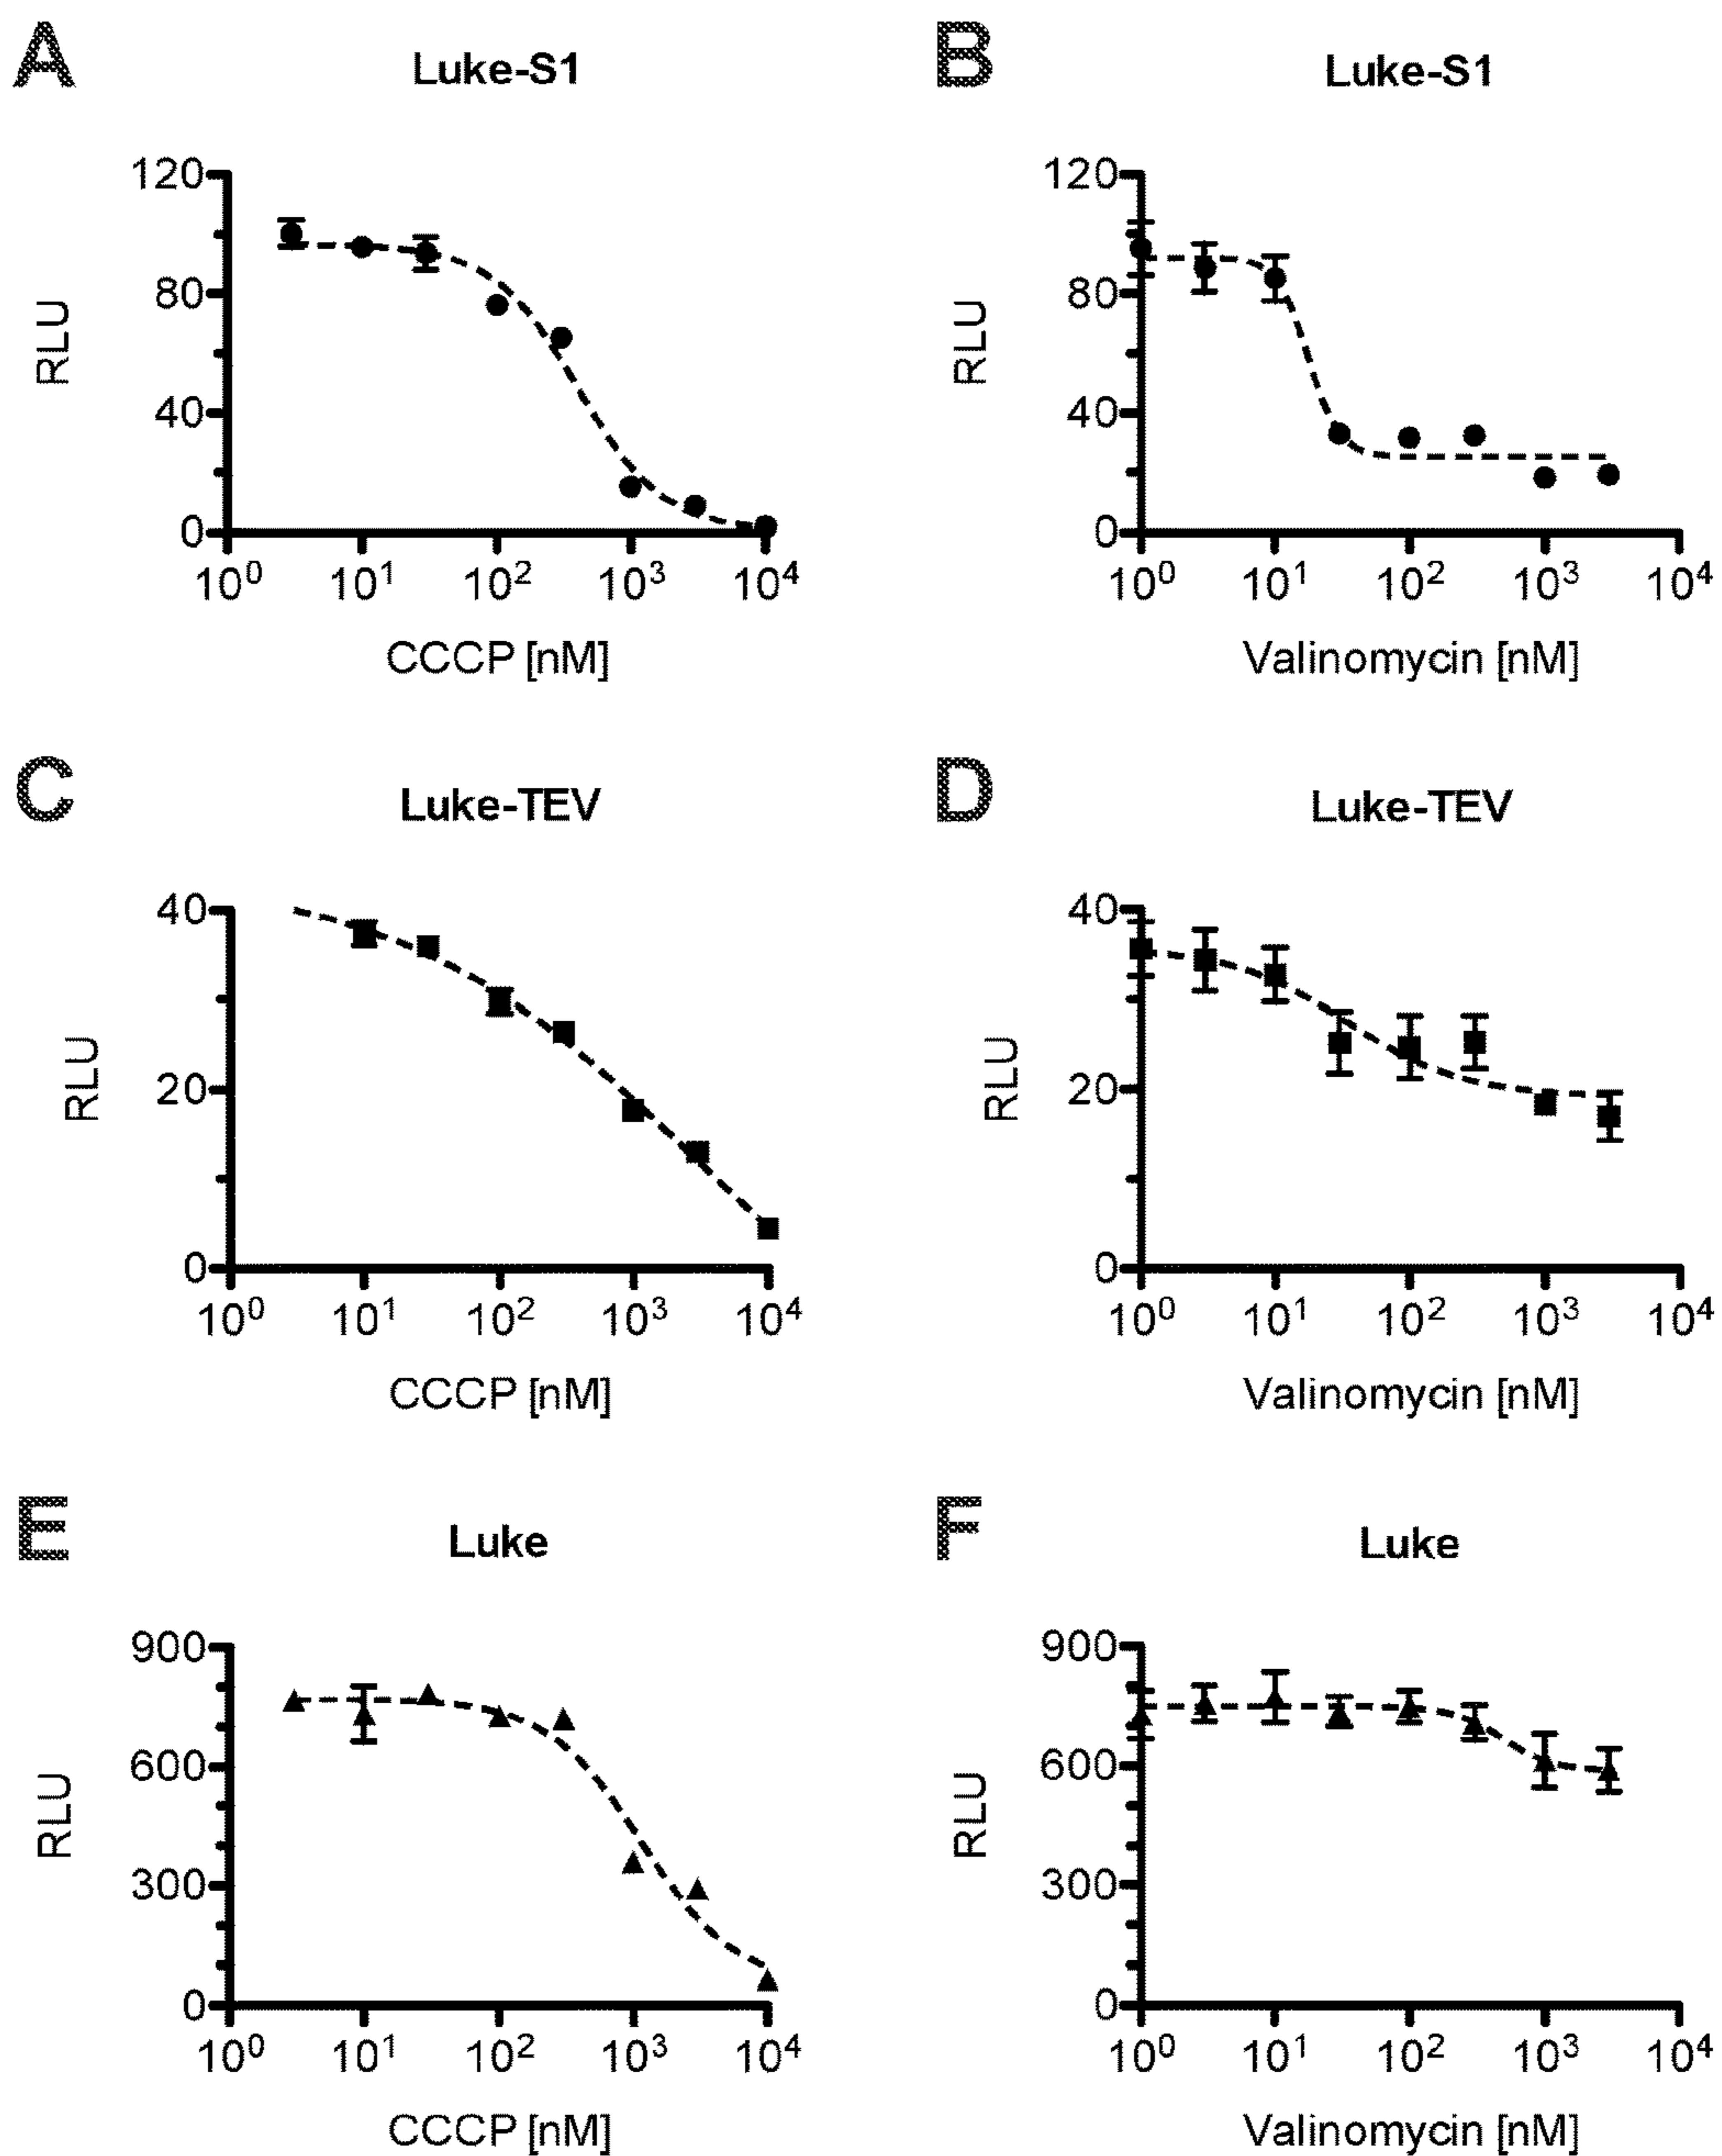 A Luke-S1
120
80
40
0
RLU
10⁰ 10¹ 10² 10³ 10⁴
CCCP [nM]
B Luke-S1
120
80
40
0
RLU
10⁰ 10¹ 10² 10³ 10⁴
Valinomycin [nM]
C Luke-TEV
40
20
0
RLU
10⁰ 10¹ 10² 10³ 10⁴
CCCP [nM]
D Luke-TEV
40
20
0
RLU
10⁰ 10¹ 10² 10³ 10⁴
Valinomycin [nM]
E Luke
900
600
300
0
RLU
10⁰ 10¹ 10² 10³ 10⁴
CCCP [nM]
F Luke
900
600
300
0
RLU
10⁰ 10¹ 10² 10³ 10⁴
Valinomycin [nM]